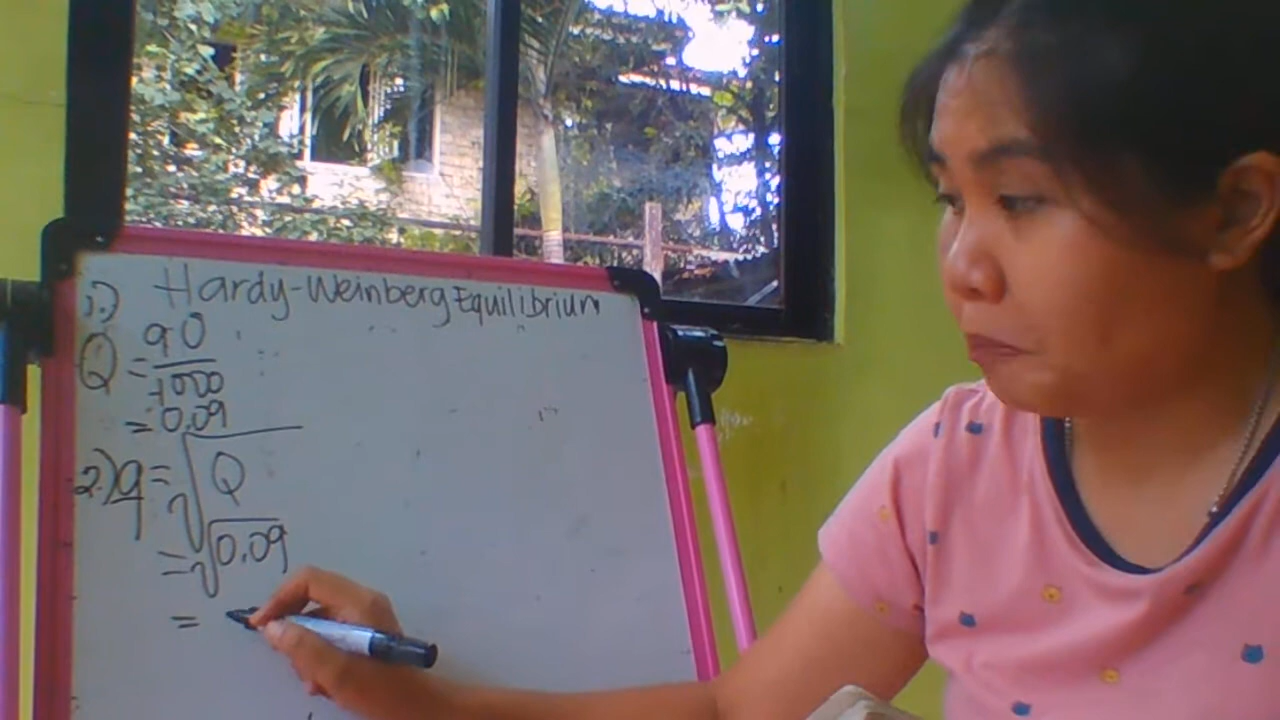 Hardy-Weinberg Equilibrium
1.)
Q = 90/1000
= 0.09
2.) q = √Q
= √0.09
=